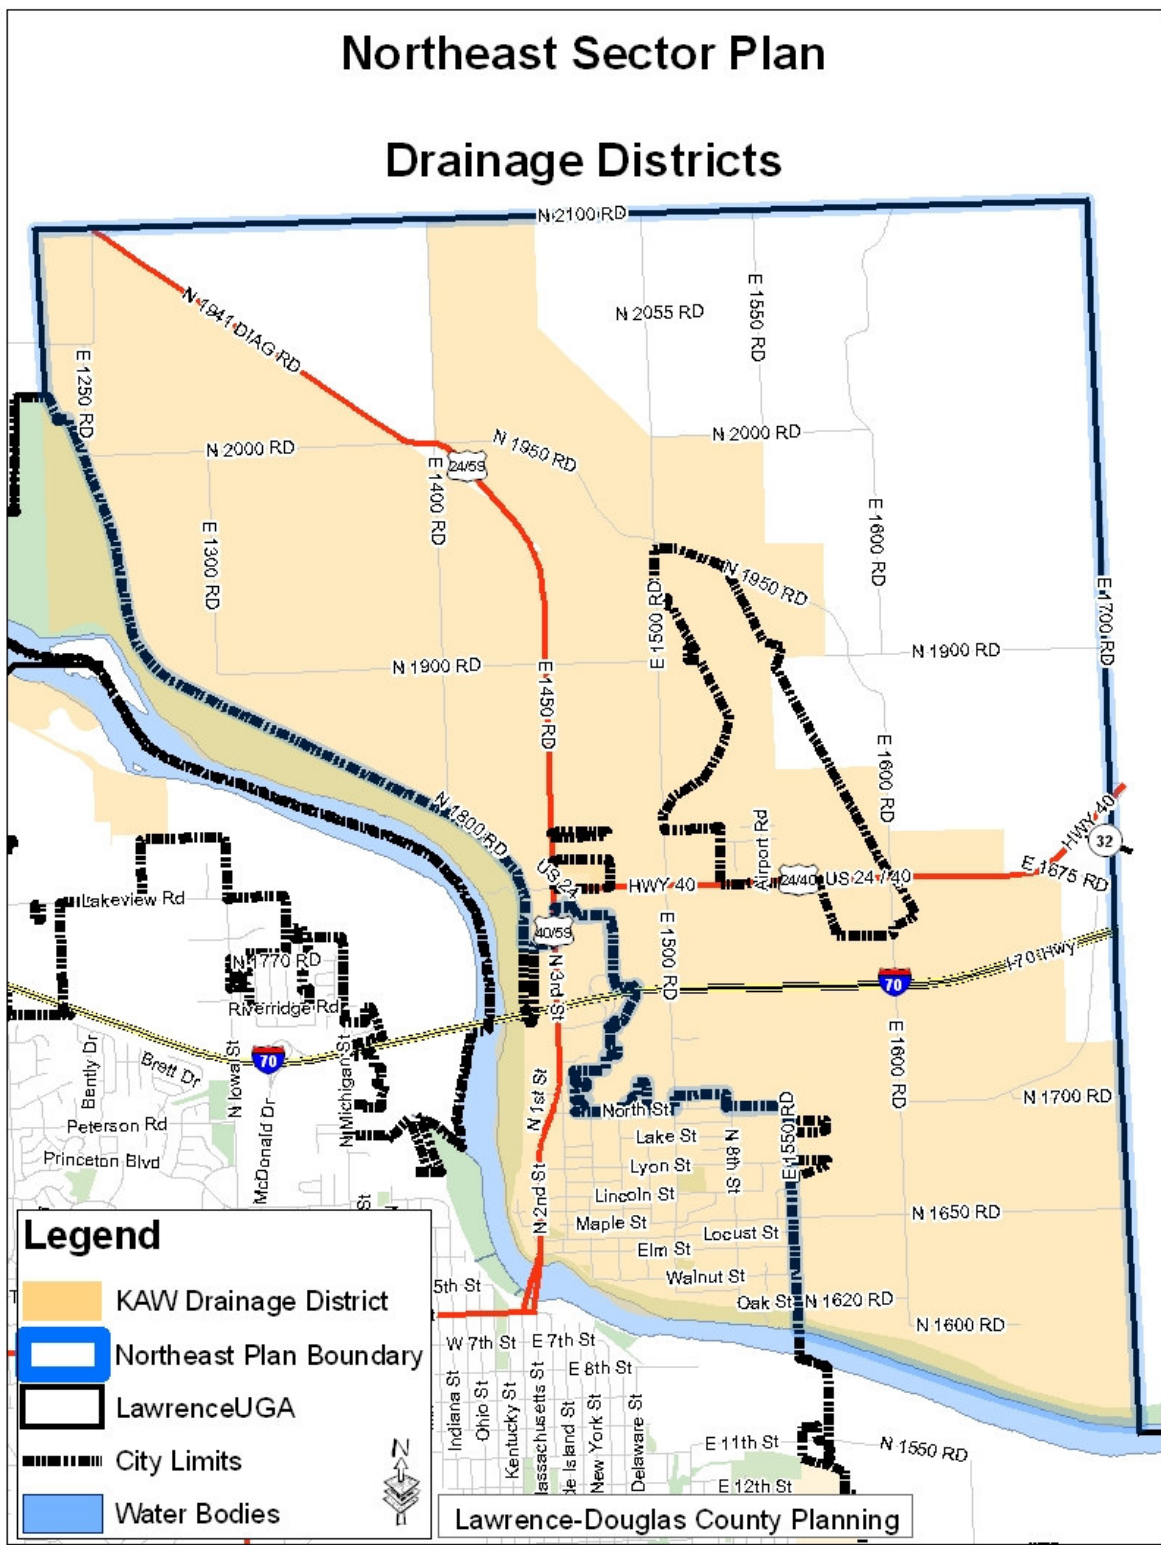 Northeast Sector Plan
Drainage Districts
N 2100 RD
N 1941 DIAG RD
N 2055 RD
E 1550 RD
E 1250 RD
N 2000 RD
N 1950 RD
N 2000 RD
24/59
E 1400 RD
E 1300 RD
E 1600 RD
N 1950 RD
E 1500 RD
E 1700 RD
N 1900 RD
N 1900 RD
E 1450 RD
E 1600 RD
N 1800 RD
HWY 40
32
Airport Rd
US 24
HWY 40
24/40
US 24 / 40
E 1675 RD
Lakeview Rd
40/59
N 3rd St
E 1500 RD
I-70 Hwy
N 1770 RD
70
Riverridge Rd
Bently Dr
Brett Dr
N Iowa St
70
N Michigan St
E 1600 RD
N 1st St
North St
N 1700 RD
Peterson Rd
McDonald Dr
Lake St
N 8th St
E 1550 RD
Princeton Blvd
Lyon St
N 2nd St
Lincoln St
St
Maple St
Locust St
N 1650 RD
Elm St
Walnut St
5th St
Oak St
N 1620 RD
N 1600 RD
W 7th St
E 7th St
E 8th St
Indiana St
Ohio St
Kentucky St
assachusetts St
de Island St
New York St
Delaware St
E 11th St
N 1550 RD
E 12th St
Legend
KAW Drainage District
Northeast Plan Boundary
LawrenceUGA
City Limits
Water Bodies
N
Lawrence-Douglas County Planning